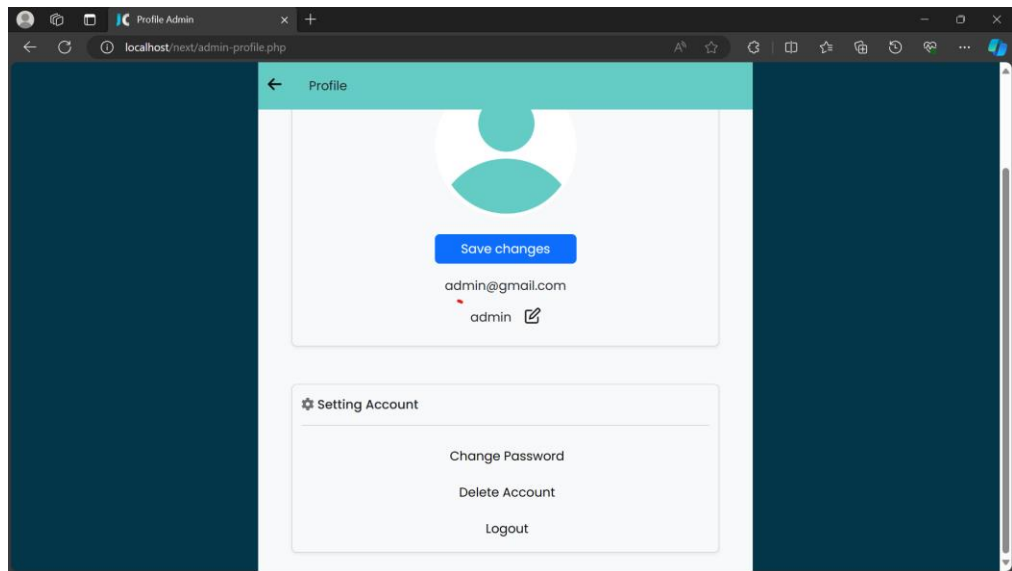 Profile Admin
localhost/next/admin-profile.php
Profile
Save changes
admin@gmail.com
admin
Setting Account
Change Password
Delete Account
Logout